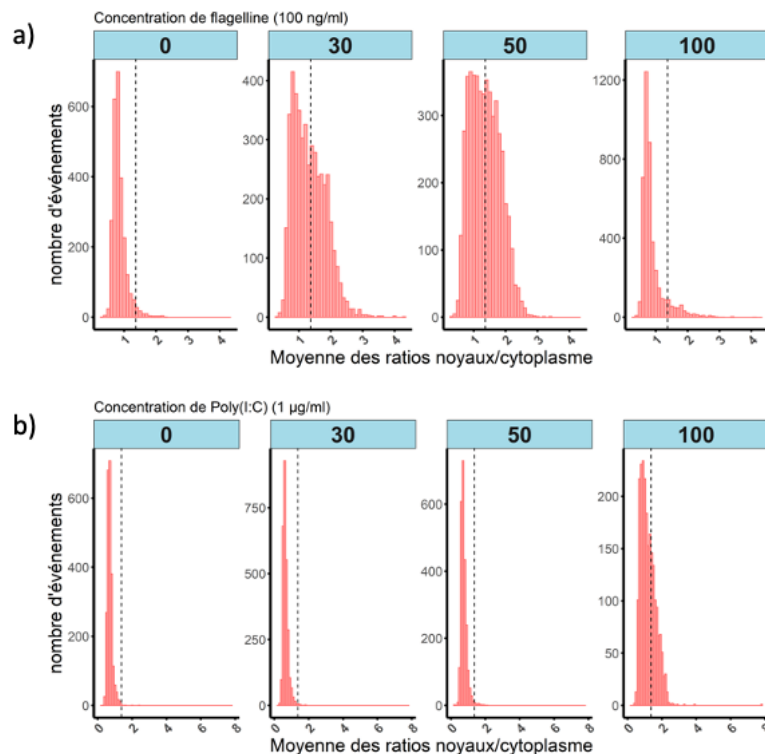 a)
Concentration de flagelline (100 ng/ml)
0 30 50 100
nombre d'événements
600 400 200 0
400 300 200 100 0
300 200 100 0
1200 800 400 0
1 2 3 4 1 2 3 4 1 2 3 4 1 2 3 4
Moyenne des ratios noyaux/cytoplasme
b)
Concentration de Poly(I:C) (1 µg/ml)
0 30 50 100
nombre d'événements
600 400 200 0
750 500 250 0
600 400 200 0
200 150 100 50 0
0 2 4 6 8 0 2 4 6 8 0 2 4 6 8 0 2 4 6 8
Moyenne des ratios noyaux/cytoplasme